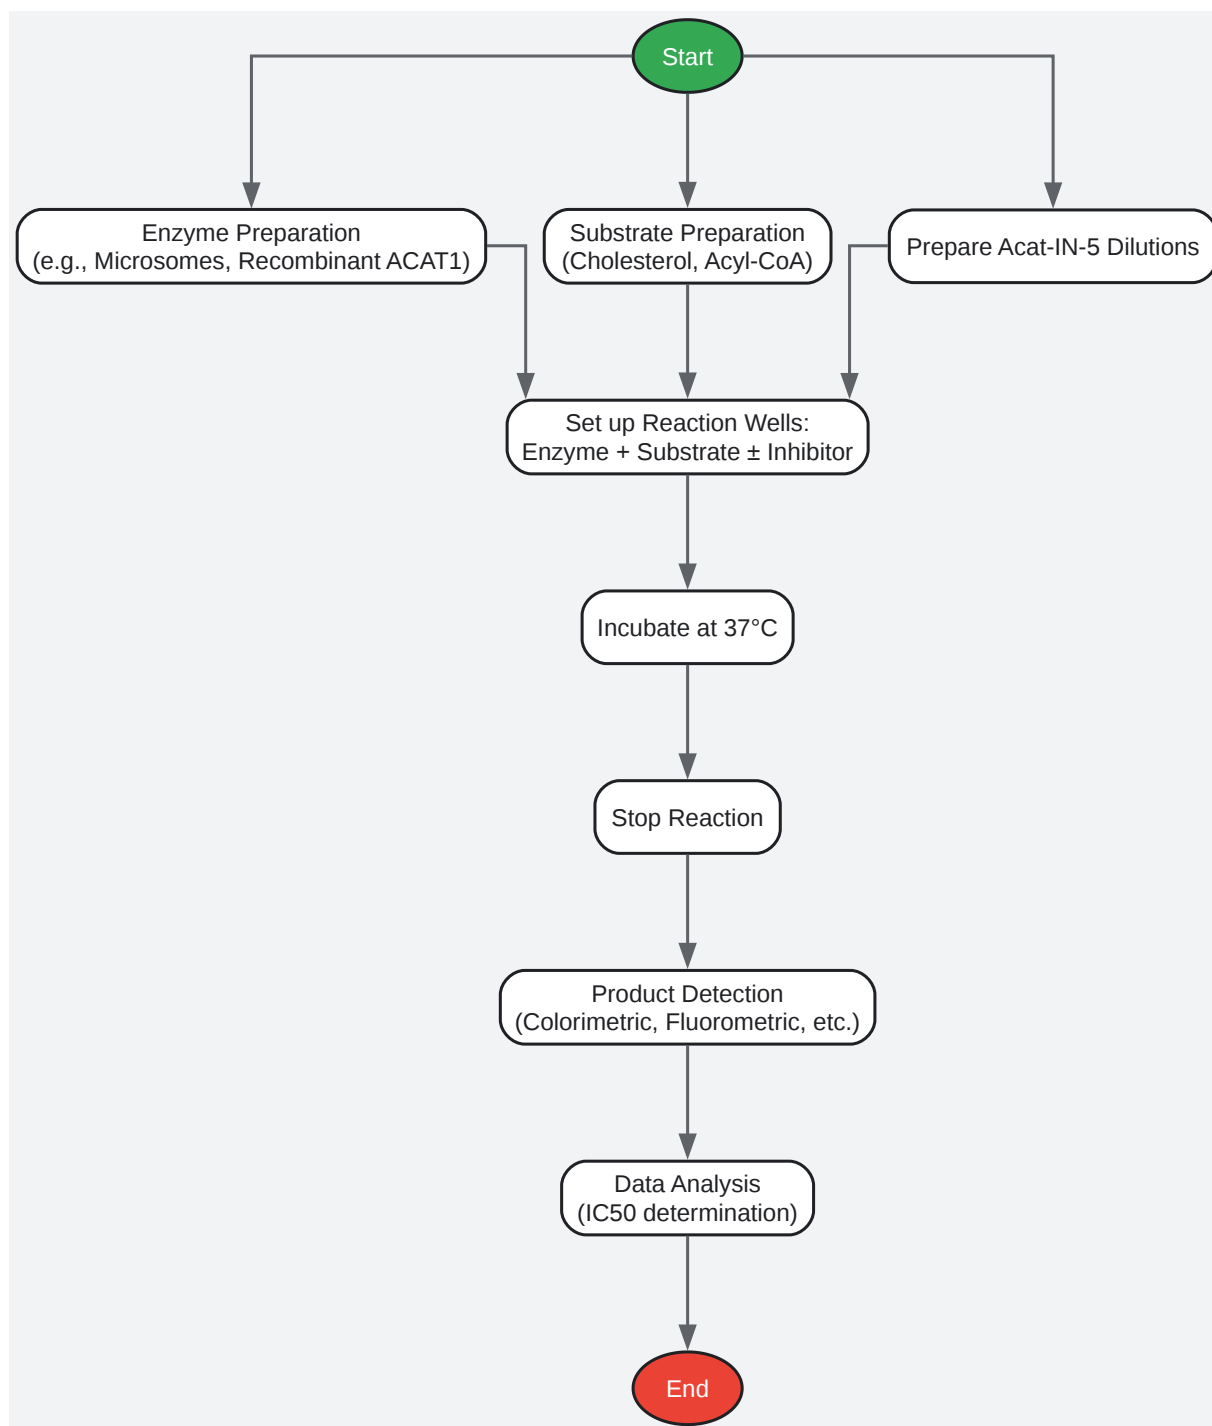 Start
Enzyme Preparation
(e.g., Microsomes, Recombinant ACAT1)
Substrate Preparation
(Cholesterol, Acyl-CoA)
Prepare Acat-IN-5 Dilutions
Set up Reaction Wells:
Enzyme + Substrate ± Inhibitor
Incubate at 37°C
Stop Reaction
Product Detection
(Colorimetric, Fluorometric, etc.)
Data Analysis
(IC50 determination)
End